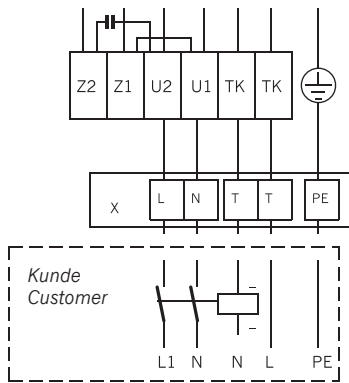 Z2 Z1 U2 U1 TK TK
L N T T PE
X
Kunde
Customer
L1 N N L PE